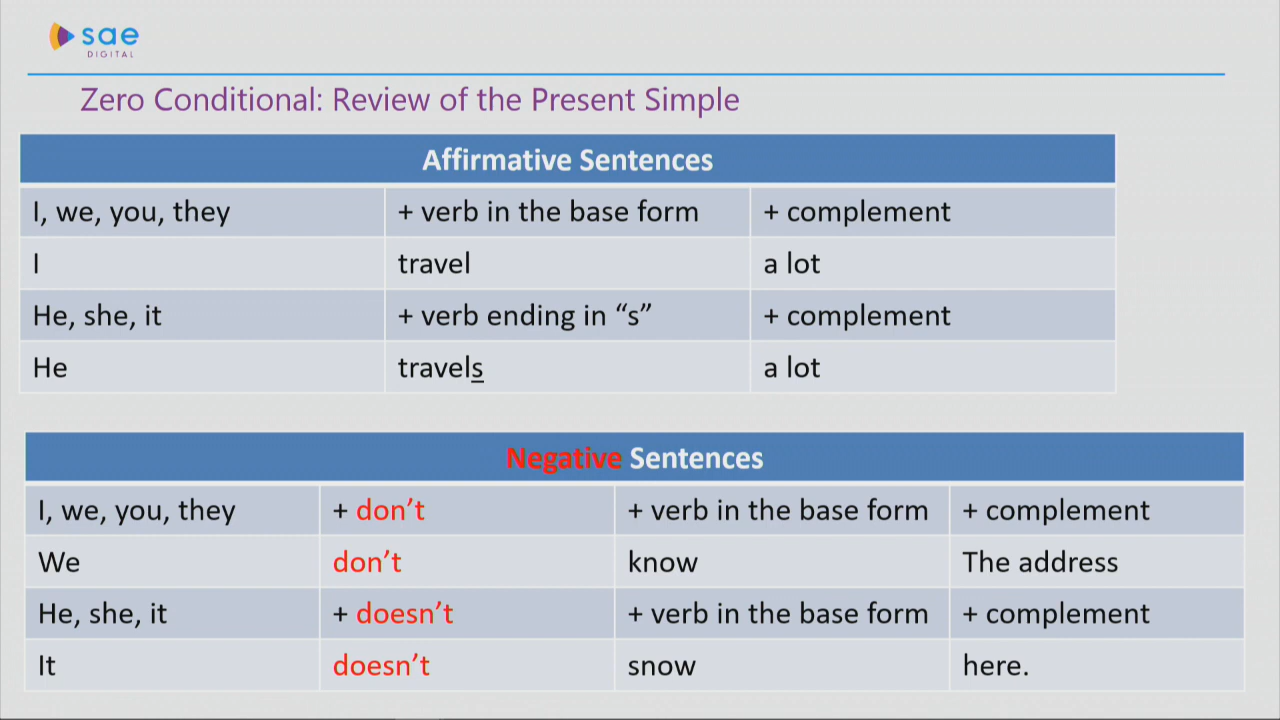 sae
DIGITAL
Zero Conditional: Review of the Present Simple
Affirmative Sentences
I, we, you, they + verb in the base form + complement
I travel a lot
He, she, it + verb ending in “s” + complement
He travels a lot
Negative Sentences
I, we, you, they + don’t + verb in the base form + complement
We don’t know The address
He, she, it + doesn’t + verb in the base form + complement
It doesn’t snow here.